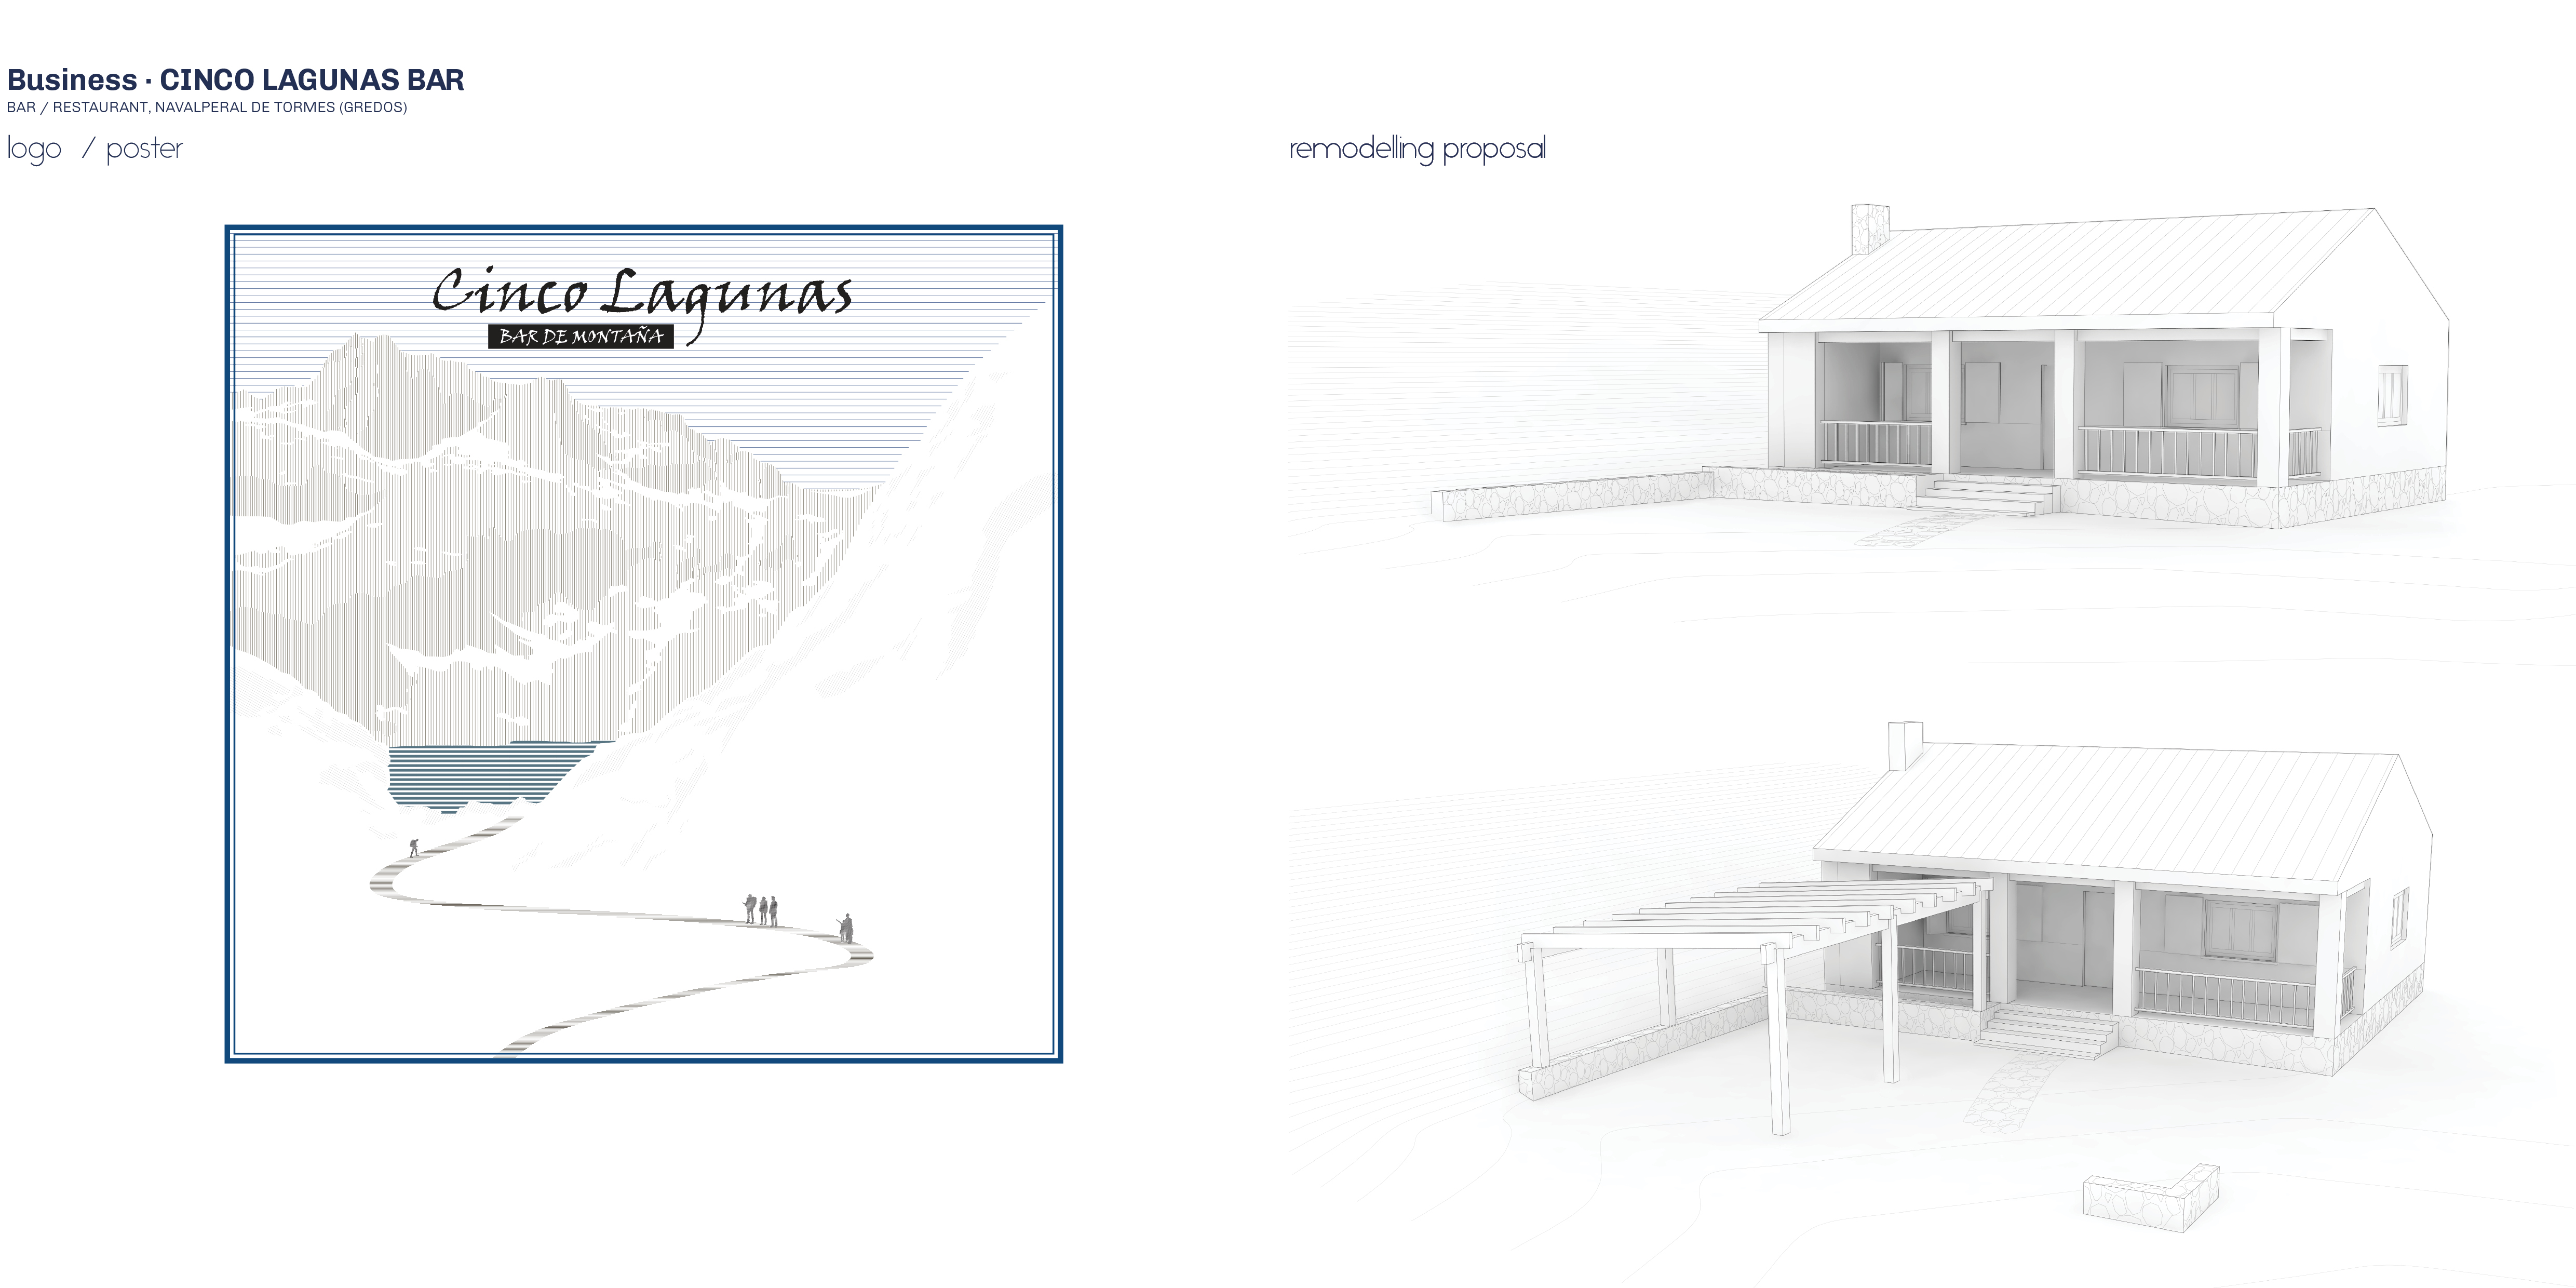 Business · CINCO LAGUNAS BAR
BAR / RESTAURANT, NAVALPERAL DE TORMES (GREDOS)
logo / poster
Cinco Lagunas
BAR DE MONTAÑA
remodelling proposal